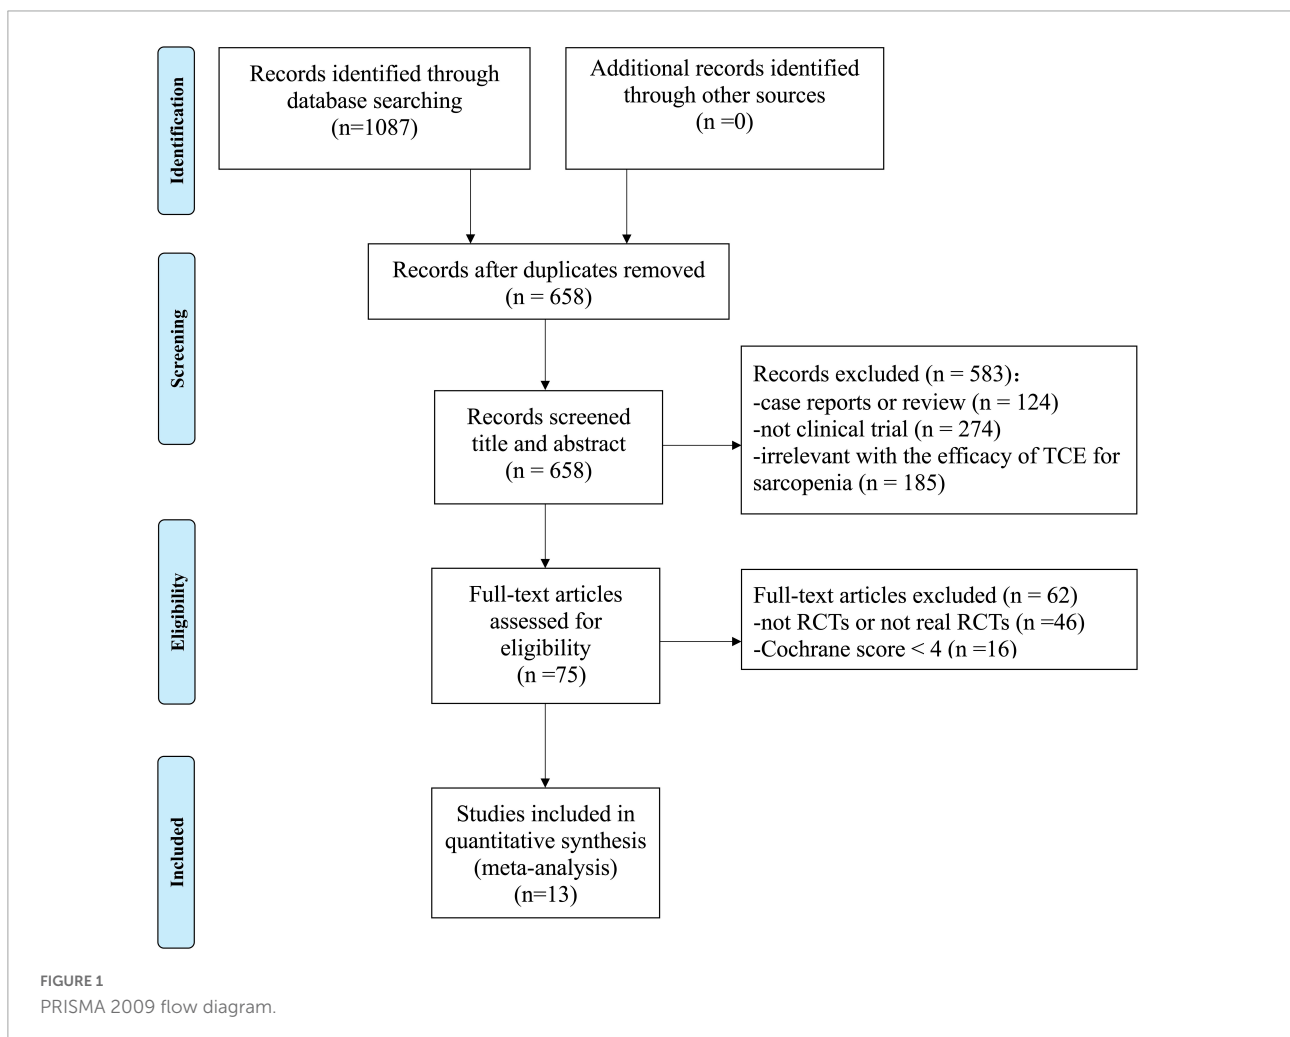 Identification
Records identified through
database searching
(n=1087)
Additional records identified
through other sources
(n =0)
Screening
Records after duplicates removed
(n = 658)
Records screened
title and abstract
(n = 658)
Records excluded (n = 583)：
-case reports or review (n = 124)
-not clinical trial (n = 274)
-irrelevant with the efficacy of TCE for
sarcopenia (n = 185)
Eligibility
Full-text articles
assessed for
eligibility
(n =75)
Full-text articles excluded (n = 62)
-not RCTs or not real RCTs (n =46)
-Cochrane score < 4 (n =16)
Included
Studies included in
quantitative synthesis
(meta-analysis)
(n=13)
FIGURE 1
PRISMA 2009 flow diagram.